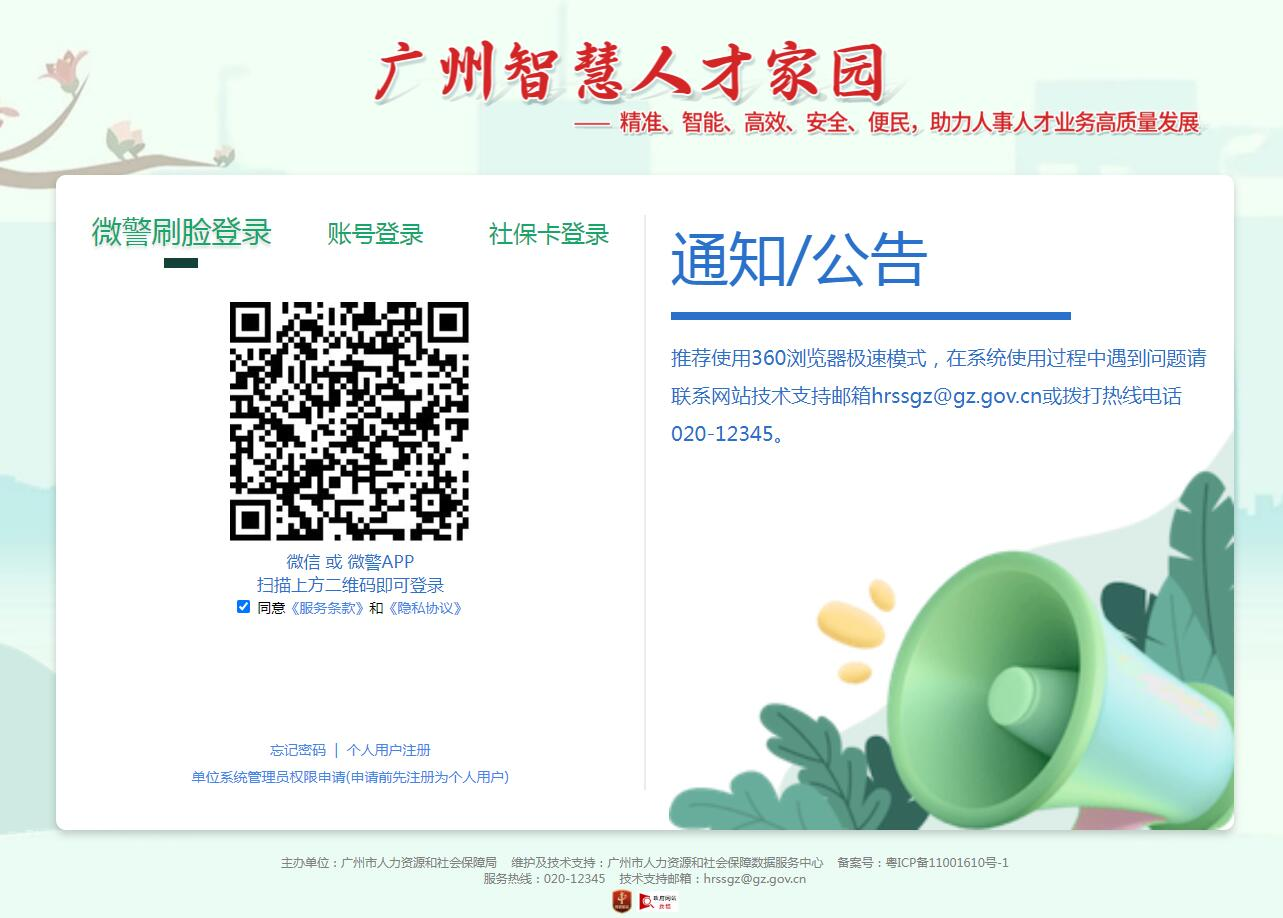 广州智慧人才家园
—— 精准、智能、高效、安全、便民，助力人事人才业务高质量发展
微警刷脸登录 账号登录 社保卡登录
微信 或 微警APP
扫描上方二维码即可登录
同意《服务条款》和《隐私协议》
忘记密码 | 个人用户注册
单位系统管理员权限申请(申请前先注册为个人用户)
通知/公告
推荐使用360浏览器极速模式，在系统使用过程中遇到问题请
联系网站技术支持邮箱hrssgz@gz.gov.cn或拨打热线电话
020-12345。
主办单位：广州市人力资源和社会保障局 维护及技术支持：广州市人力资源和社会保障数据服务中心 备案号：粤ICP备11001610号-1
服务热线：020-12345 技术支持邮箱：hrssgz@gz.gov.cn
政府网站
找错